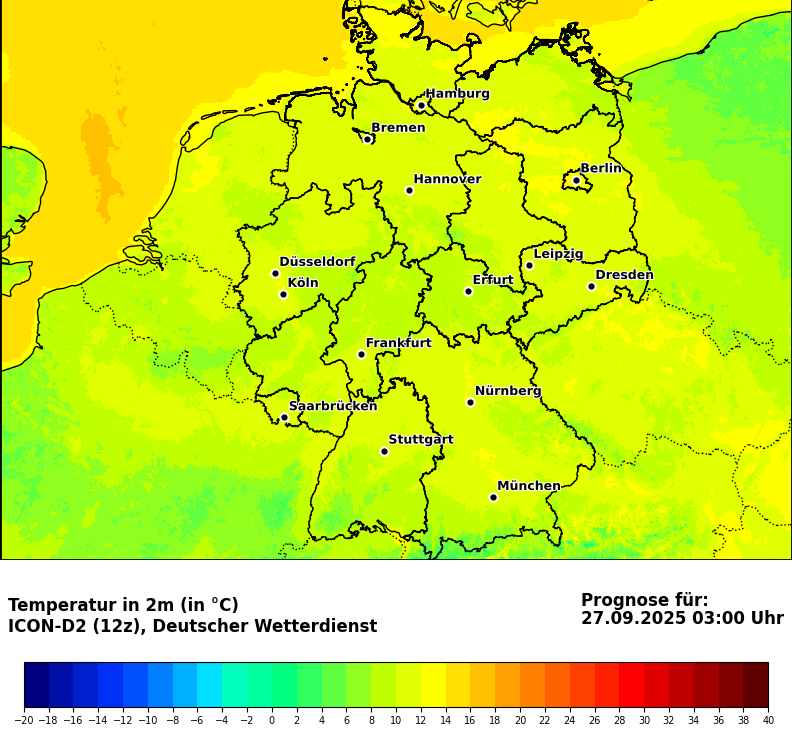 Hamburg
Bremen
Berlin
Hannover
Leipzig
Düsseldorf
Dresden
Köln
Erfurt
Frankfurt
Nürnberg
Saarbrücken
Stuttgart
München
Temperatur in 2m (in °C)
ICON-D2 (12z), Deutscher Wetterdienst
Prognose für:
27.09.2025 03:00 Uhr
−20 −18 −16 −14 −12 −10 −8 −6 −4 −2 0 2 4 6 8 10 12 14 16 18 20 22 24 26 28 30 32 34 36 38 40